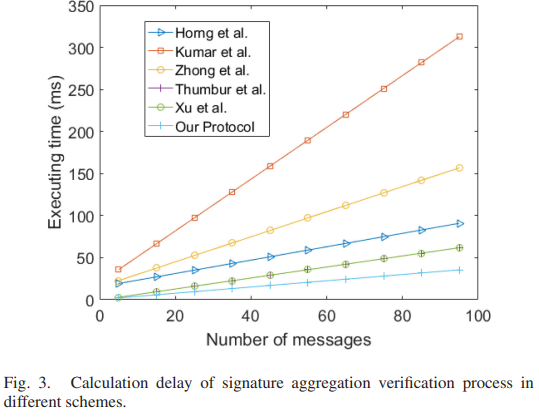 350
300
250
200
150
100
50
0
Executing time (ms)
Horng et al.
Kumar et al.
Zhong et al.
Thumbur et al.
Xu et al.
Our Protocol
0 20 40 60 80 100
Number of messages
Fig. 3. Calculation delay of signature aggregation verification process in
different schemes.